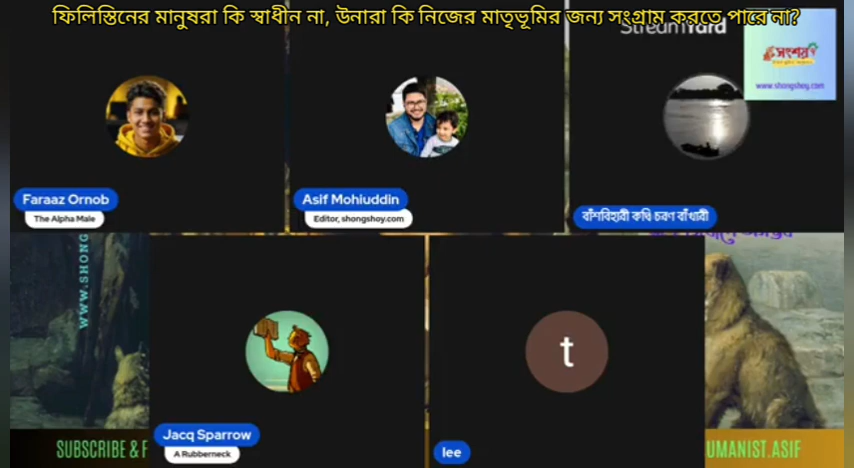 ফিলিস্তিনের মানুষরা কি স্বাধীন না, উনারা কি নিজের মাতৃভূমির জন্য সংগ্রাম করতে পারে না?
StreamYard
সংশয়
www.shongshoy.com
Faraaz Ornob
The Alpha Male
Asif Mohiuddin
Editor, shongshoy.com
বাঁশবিহারী কঞ্চি চরণ বাঁখারী
WWW.SHONG
t
Jacq Sparrow
A Rubberneck
lee
SUBSCRIBE & F
UMANIST.ASIF